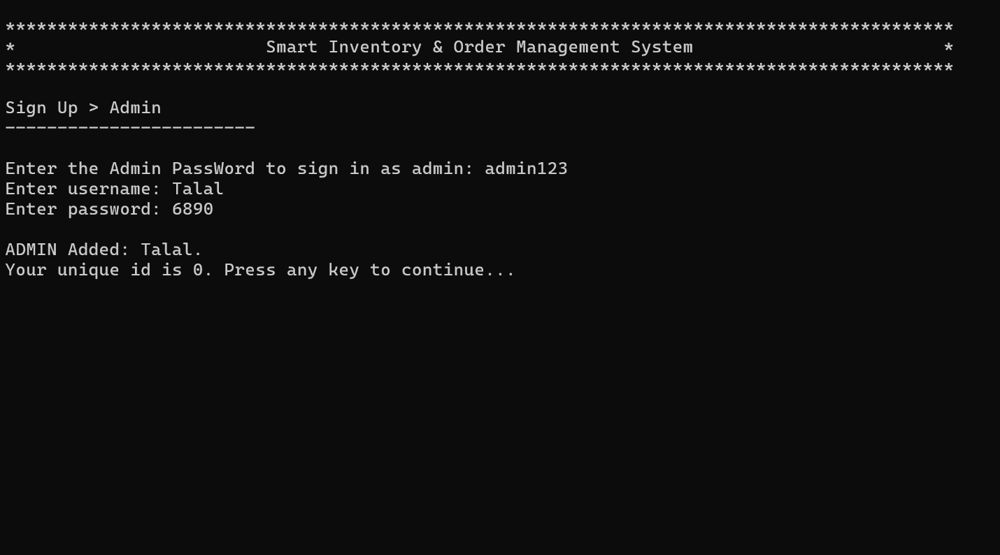 *******************************************************************************************
*                        Smart Inventory & Order Management System                        *
*******************************************************************************************
Sign Up > Admin
------------------------
Enter the Admin PassWord to sign in as admin: admin123
Enter username: Talal
Enter password: 6890
ADMIN Added: Talal.
Your unique id is 0. Press any key to continue...